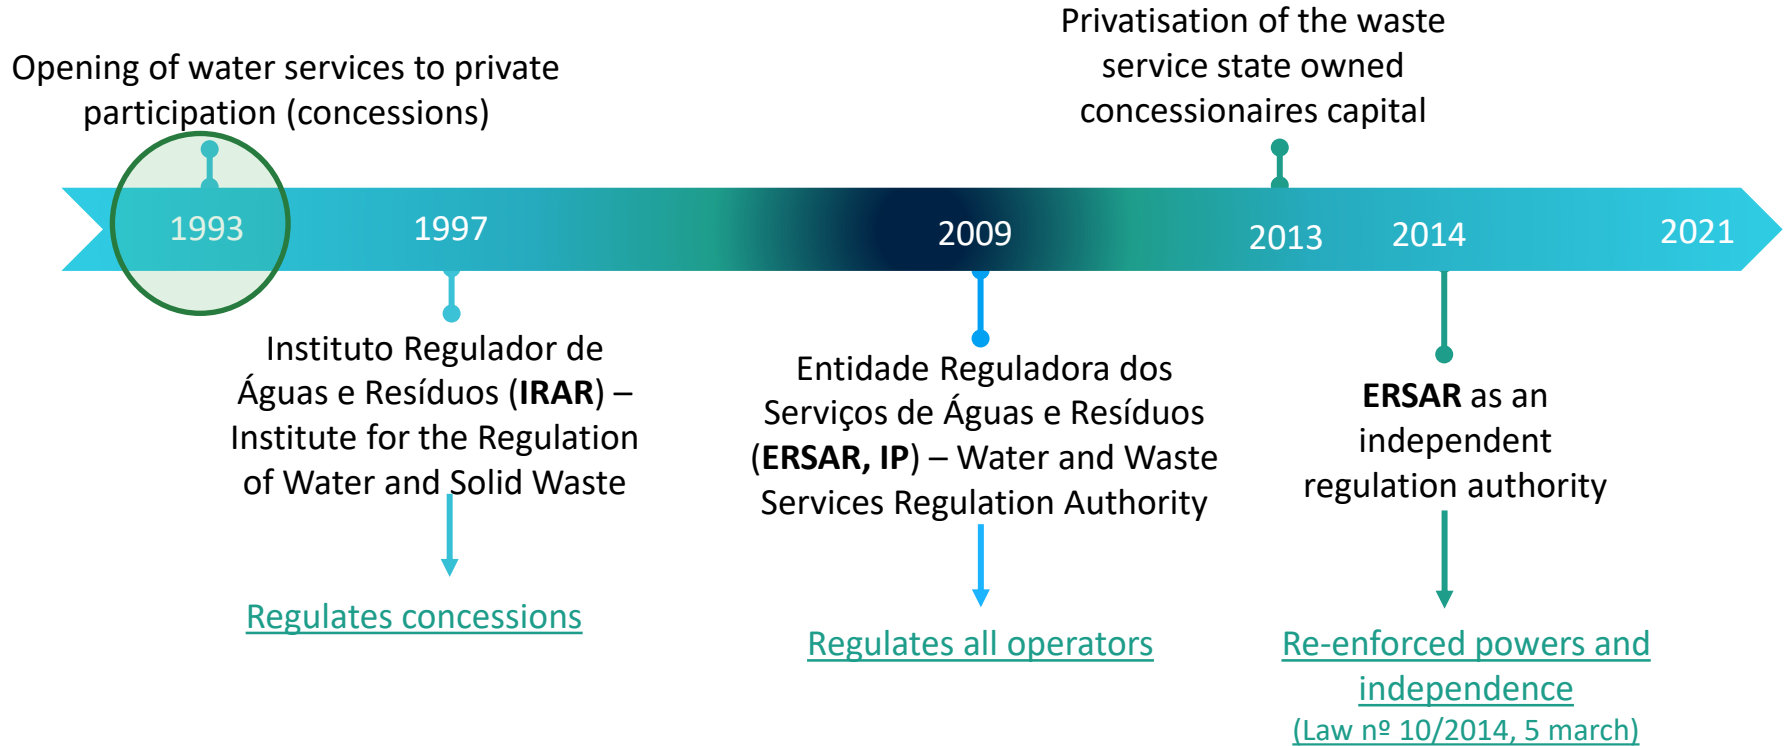 Opening of water services to private
participation (concessions)
Privatisation of the waste
service state owned
concessionaires capital
1993
1997
2009
2013
2014
2021
Instituto Regulador de
Águas e Resíduos (IRAR) –
Institute for the Regulation
of Water and Solid Waste
Regulates concessions
Entidade Reguladora dos
Serviços de Águas e Resíduos
(ERSAR, IP) – Water and Waste
Services Regulation Authority
Regulates all operators
ERSAR as an
independent
regulation authority
Re-enforced powers and
independence
(Law nº 10/2014, 5 march)